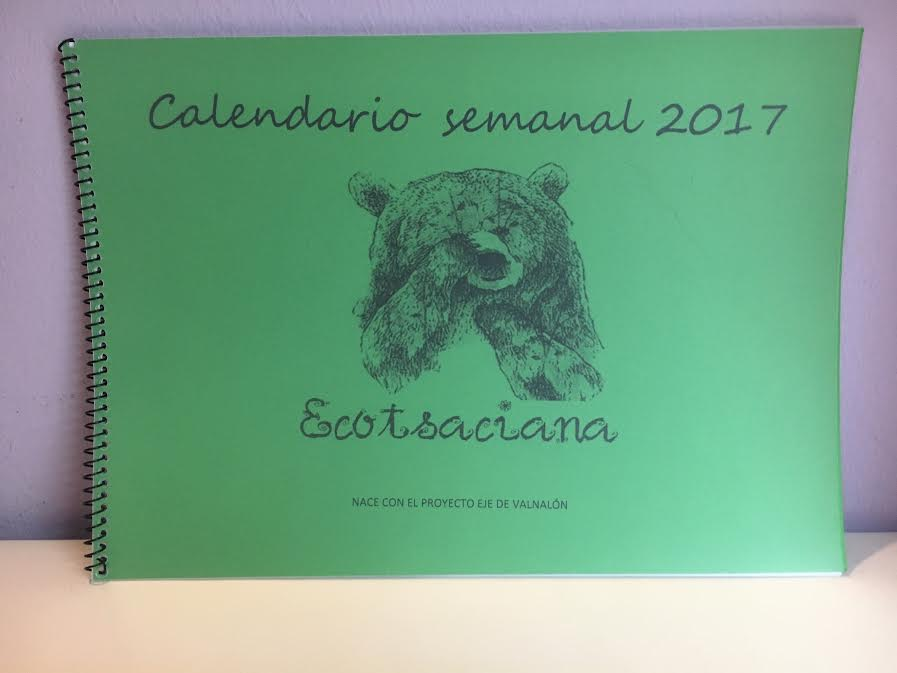 Calendario semanal 2017
Ecotsaciana
NACE CON EL PROYECTO EJE DE VALNALÓN